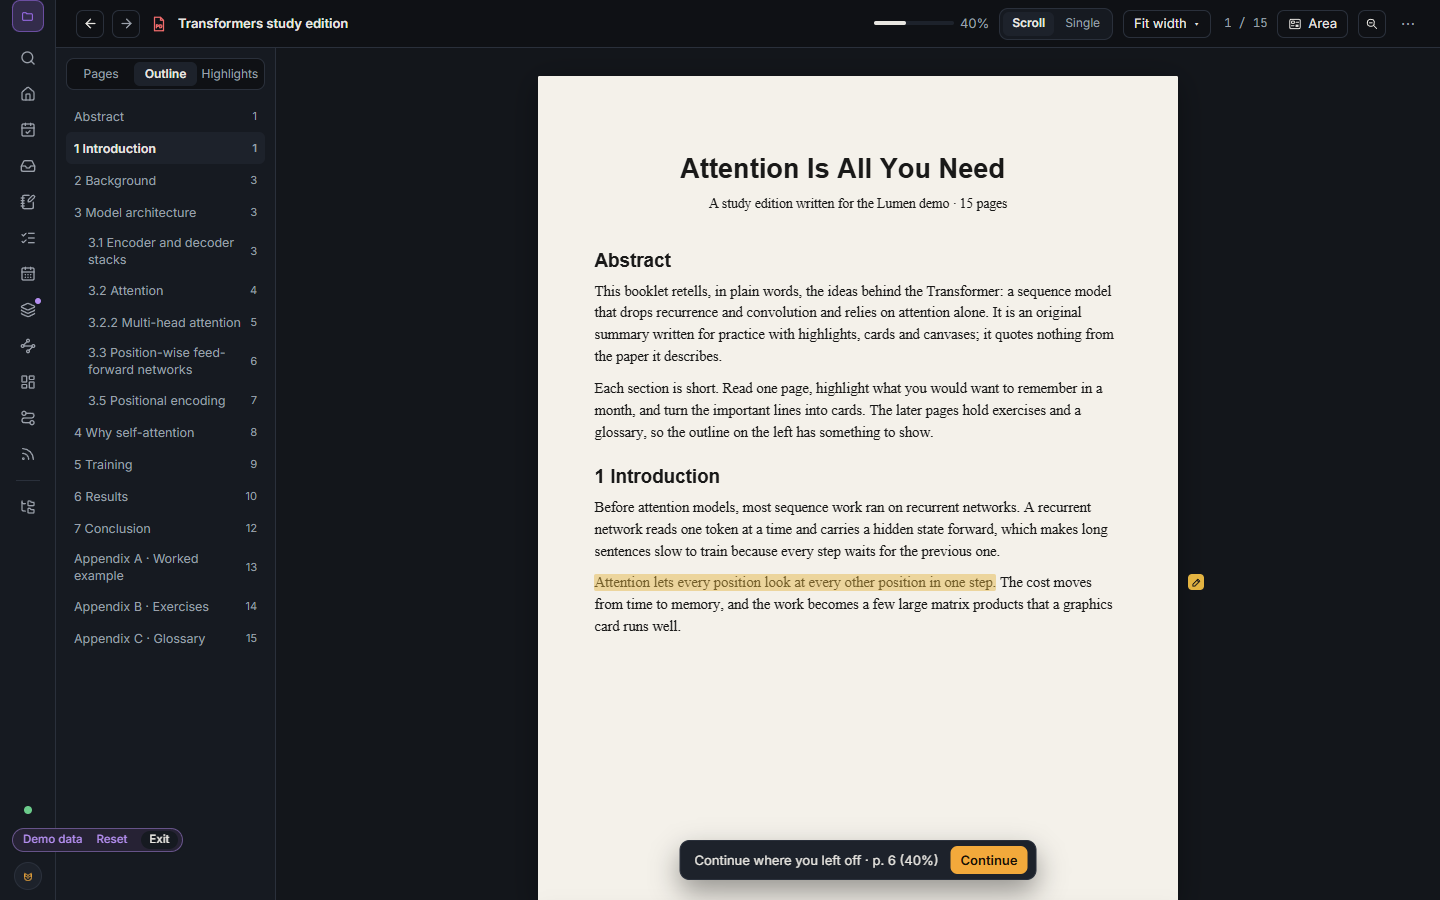 Transformers study edition
40%
Scroll
Single
Fit width
1 / 15
Area
Pages
Outline
Highlights
Abstract 1
1 Introduction 1
2 Background 3
3 Model architecture 3
3.1 Encoder and decoder
stacks 3
3.2 Attention 4
3.2.2 Multi-head attention 5
3.3 Position-wise feed-
forward networks 6
3.5 Positional encoding 7
4 Why self-attention 8
5 Training 9
6 Results 10
7 Conclusion 12
Appendix A · Worked
example 13
Appendix B · Exercises 14
Appendix C · Glossary 15
Demo data
Reset
Exit
Attention Is All You Need
A study edition written for the Lumen demo · 15 pages
Abstract
This booklet retells, in plain words, the ideas behind the Transformer: a sequence model
that drops recurrence and convolution and relies on attention alone. It is an original
summary written for practice with highlights, cards and canvases; it quotes nothing from
the paper it describes.
Each section is short. Read one page, highlight what you would want to remember in a
month, and turn the important lines into cards. The later pages hold exercises and a
glossary, so the outline on the left has something to show.
1 Introduction
Before attention models, most sequence work ran on recurrent networks. A recurrent
network reads one token at a time and carries a hidden state forward, which makes long
sentences slow to train because every step waits for the previous one.
Attention lets every position look at every other position in one step. The cost moves
from time to memory, and the work becomes a few large matrix products that a graphics
card runs well.
Continue where you left off · p. 6 (40%)
Continue